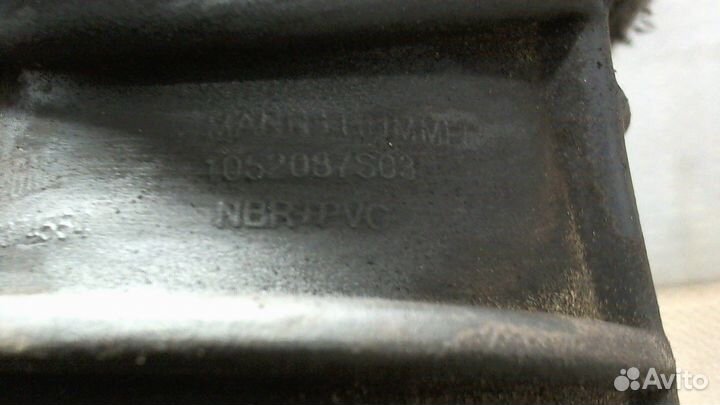 MANN+HUMMEL
1052087S03
NBR+PVC
Avito